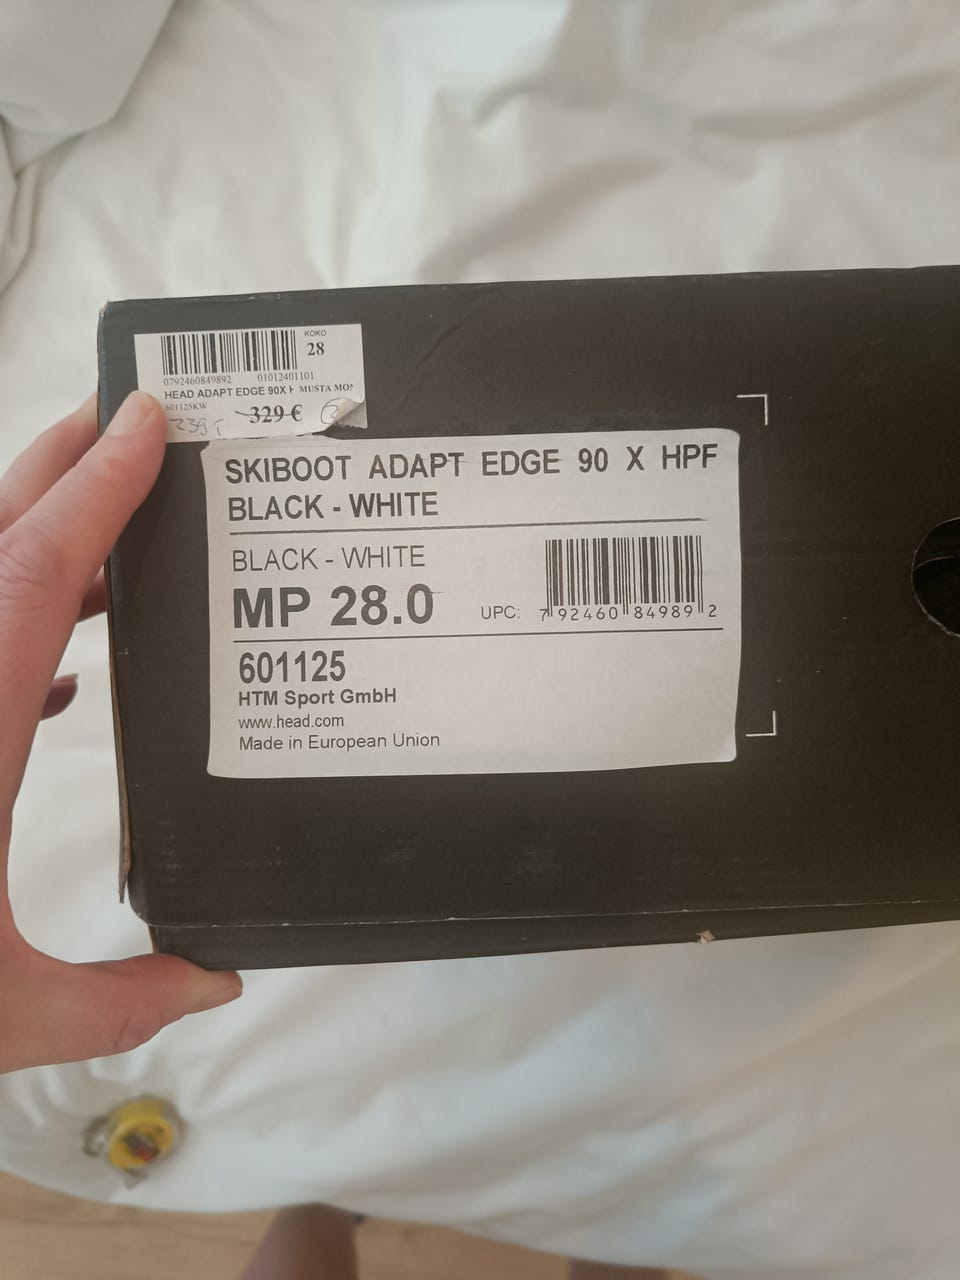 KOKO
28
0792460849892 01012401101
HEAD ADAPT EDGE 90X H MUSTA MON
601125KW
329 €
239
SKIBOOT ADAPT EDGE 90 X HPF
BLACK - WHITE
BLACK - WHITE
MP 28.0
UPC: 7 92460 84989 2
601125
HTM Sport GmbH
www.head.com
Made in European Union